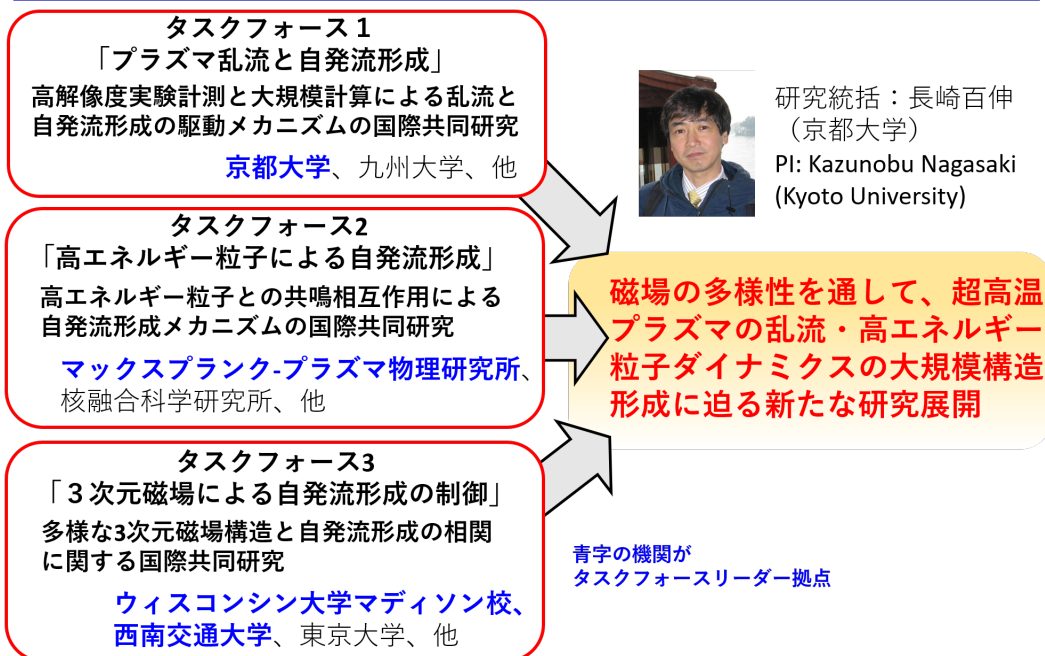 タスクフォース１
「プラズマ乱流と自発流形成」
高解像度実験計測と大規模計算による乱流と
自発流形成の駆動メカニズムの国際共同研究
京都大学、九州大学、他
タスクフォース2
「高エネルギー粒子による自発流形成」
高エネルギー粒子との共鳴相互作用による
自発流形成メカニズムの国際共同研究
マックスプランク-プラズマ物理研究所、
核融合科学研究所、他
タスクフォース3
「３次元磁場による自発流形成の制御」
多様な3次元磁場構造と自発流形成の相関
に関する国際共同研究
ウィスコンシン大学マディソン校、
西南交通大学、東京大学、他
研究統括：長崎百伸
（京都大学）
PI: Kazunobu Nagasaki
(Kyoto University)
磁場の多様性を通して、超高温
プラズマの乱流・高エネルギー
粒子ダイナミクスの大規模構造
形成に迫る新たな研究展開
青字の機関が
タスクフォースリーダー拠点